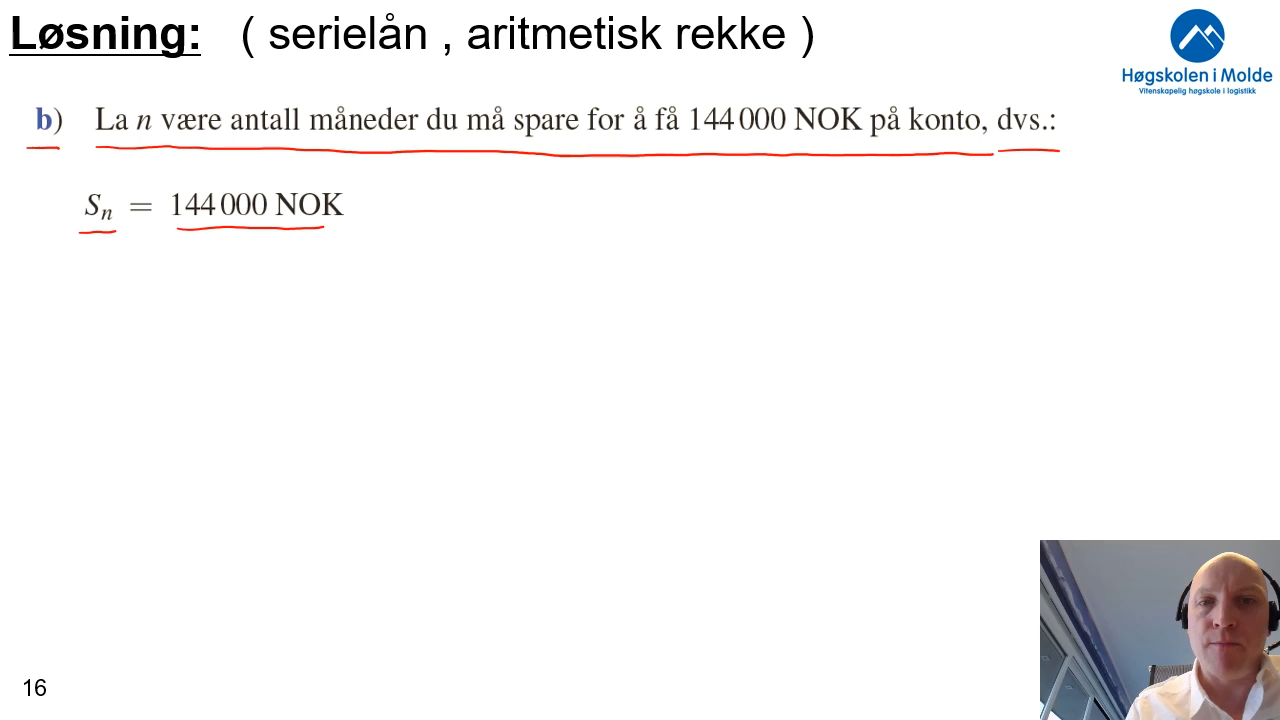 Løsning: ( serielån , aritmetisk rekke )
Høgskolen i Molde
Vitenskapelig høgskole i logistikk
b) La n være antall måneder du må spare for å få 144 000 NOK på konto, dvs.:
Sn = 144 000 NOK
16